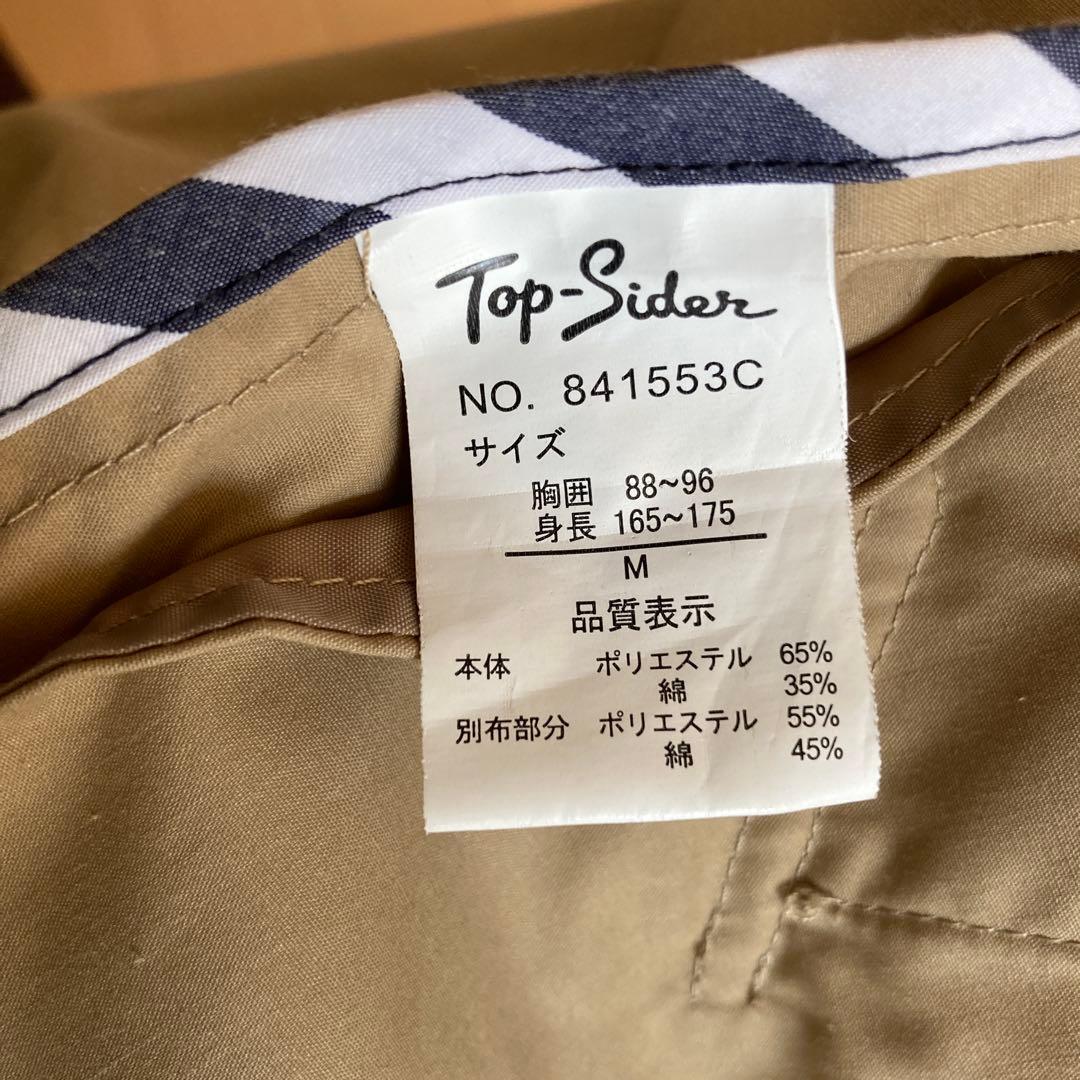 Top-Sider
NO. 841553C
サイズ
胸囲 88~96
身長 165~175
M
品質表示
本体 ポリエステル 65%
綿 35%
別布部分 ポリエステル 55%
綿 45%